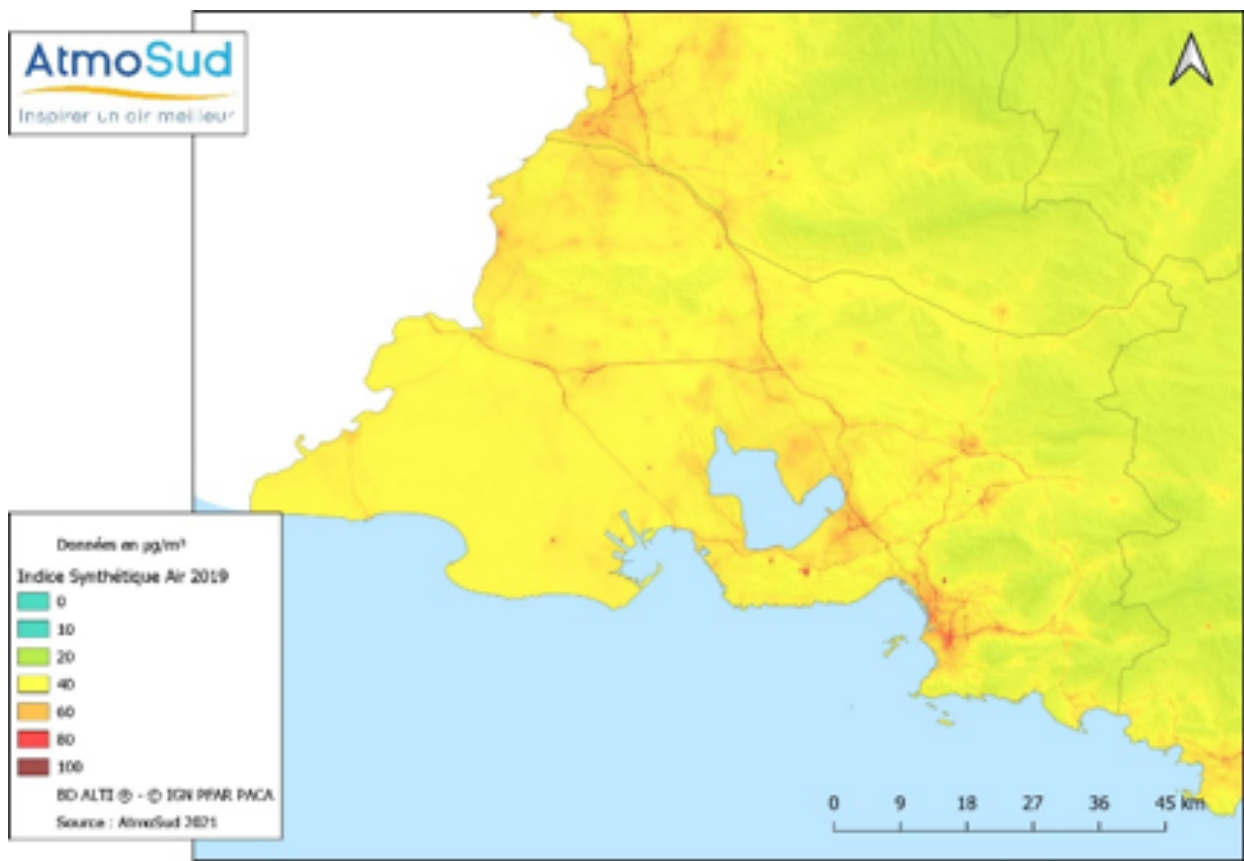 AtmoSud
Inspirer un air meilleur
Données en µg/m³
Indice Synthétique Air 2019
0
10
20
40
60
80
100
BD ALTI ® - © IGN PFAR PACA
Source : AtmoSud 2021
0 9 18 27 36 45 km